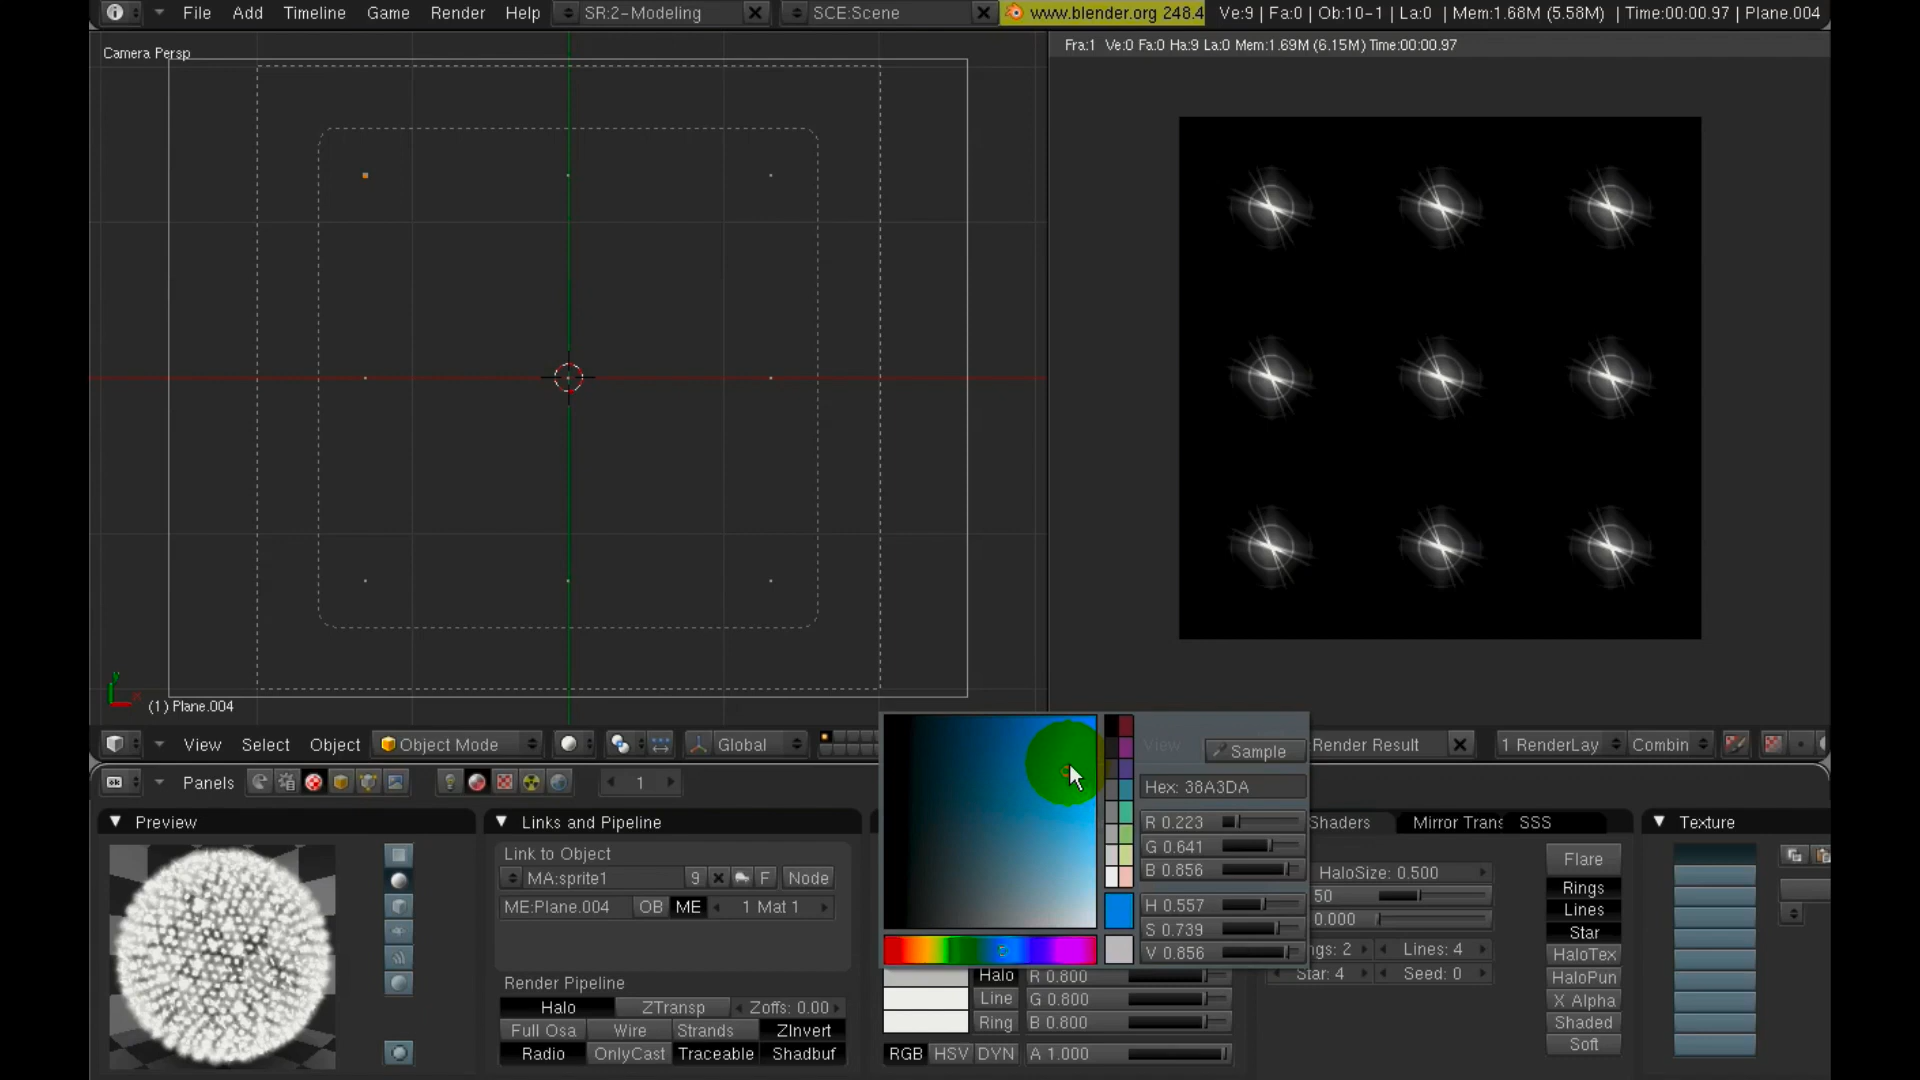 File Add Timeline Game Render Help SR:2-Modeling SCE:Scene www.blender.org 248.4 Ve:9 | Fa:0 | Ob:10-1 | La:0 | Mem:1.68M (5.58M) | Time:00:00.97 | Plane.004
Camera Persp
Fra:1 Ve:0 Fa:0 Ha:9 La:0 Mem:1.69M (6.15M) Time:00:00.97
(1) Plane.004
View Select Object Object Mode Global View Sample Render Result 1 RenderLay Combin
Panels 1
Hex: 38A3DA
Preview Links and Pipeline R 0.223 Shaders SSS Texture
G 0.641
Link to Object B 0.856 Flare
MA:sprite1 9 F Node HaloSize: 0.500
50 Rings
ME:Plane.004 OB ME 1 Mat 1 H 0.557 Lines
S 0.739 0.000 Star
V 0.856 Lines: 4
HaloTex
Render Pipeline Halo R 0.800 Star: 4 Seed: 0 HaloPun
Halo ZTransp Zoffs: 0.00 Line G 0.800 X Alpha
Full Osa Wire Strands ZInvert Ring B 0.800 Shaded
Radio OnlyCast Traceable Shadbuf RGB HSV DYN A 1.000 Soft